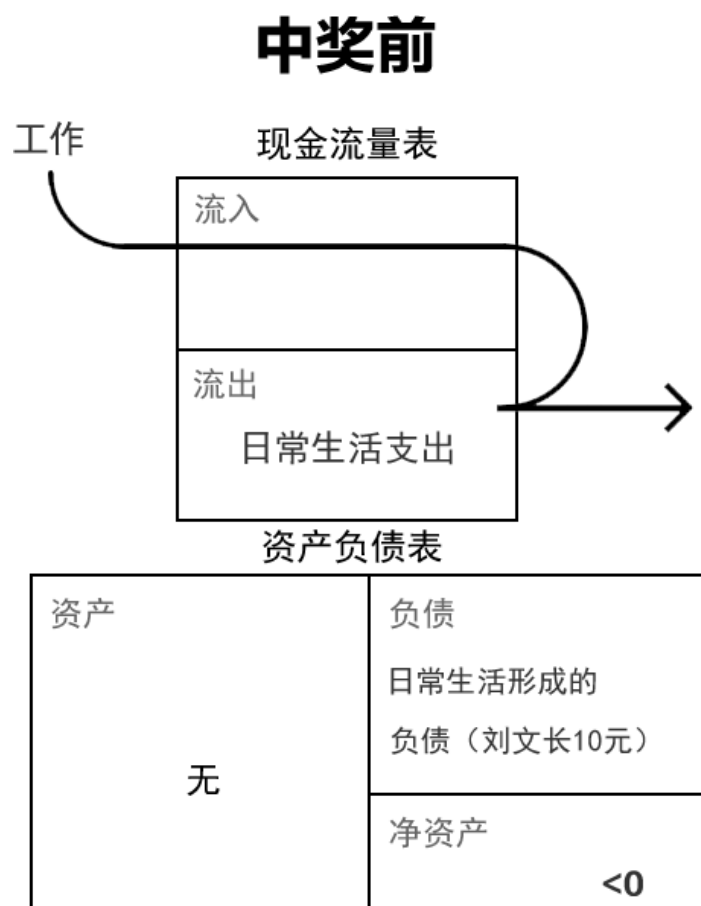 中奖前
工作
现金流量表
流入
流出
日常生活支出
资产负债表
资产
无
负债
日常生活形成的
负债（刘文长10元）
净资产
<0